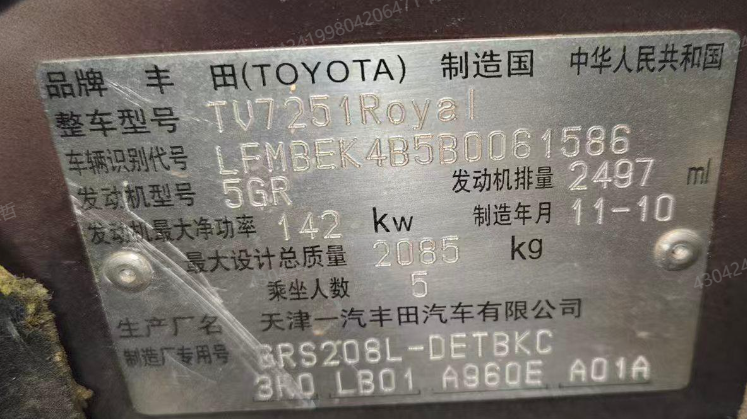 品牌 丰田(TOYOTA) 制造国 中华人民共和国
整车型号 TV7251Royal
车辆识别代号 LFMBEK4B5B0061586
发动机型号 5GR 发动机排量 2497 ml
发动机最大净功率 142 kw 制造年月 11-10
最大设计总质量 2085 kg
乘坐人数 5
生产厂名 天津一汽丰田汽车有限公司
制造厂专用号 GRS208L-DETBKC
3R0 LB01 A960E A01A